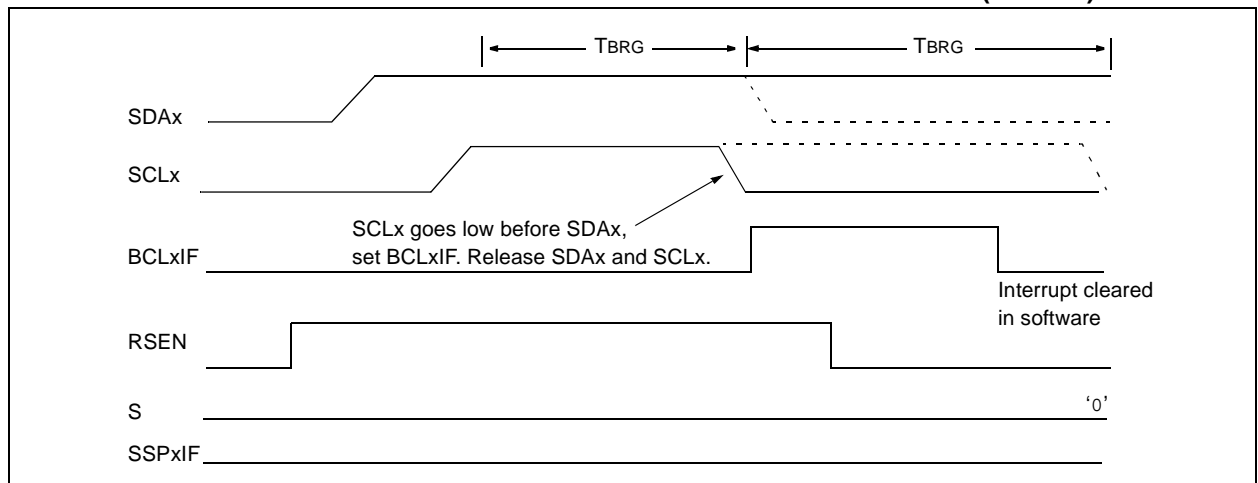 TBRG TBRG
SDAx
SCLx
SCLx goes low before SDAx,
set BCLxIF. Release SDAx and SCLx.
BCLxIF
Interrupt cleared
in software
RSEN
S
‘0’
SSPxIF